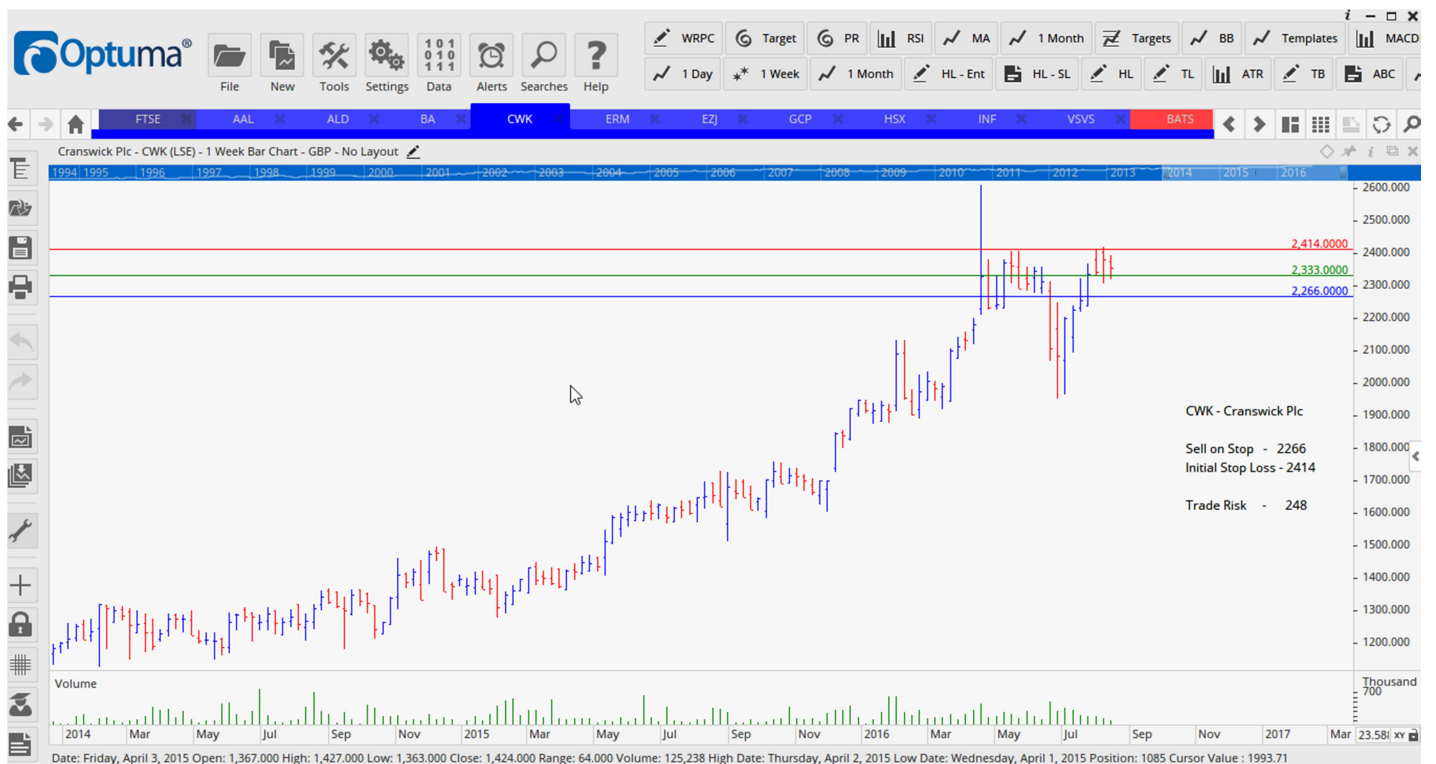 Optuma®
File New Tools Settings Data Alerts Searches Help
101
010
111
WRPC Target PR RSI MA 1 Month Targets BB Templates MACD
1 Day 1 Week 1 Month HL - Ent HL - SL HL TL ATR TB ABC
FTSE AAL ALD BA CWK ERM EZJ GCP HSX INF VSVS BATS
Cranswick Plc - CWK (LSE) - 1 Week Bar Chart - GBP - No Layout
1994 1995 1996 1997 1998 1999 2000 2001 2002 2003 2004 2005 2006 2007 2008 2009 2010 2011 2012 2013 2014 2015 2016
2600.000
2500.000
2,414.0000
2400.000
2,333.0000
2300.000
2,266.0000
2200.000
2100.000
2000.000
CWK - Cranswick Plc
1900.000
Sell on Stop - 2266
1800.000
Initial Stop Loss - 2414
1700.000
Trade Risk - 248
1600.000
1500.000
1400.000
1300.000
1200.000
Volume
Thousand
700
2014 Mar May Jul Sep Nov 2015 Mar May Jul Sep Nov 2016 Mar May Jul Sep Nov 2017 Mar 23.58 XY
Date: Friday, April 3, 2015 Open: 1,367.000 High: 1,427.000 Low: 1,363.000 Close: 1,424.000 Range: 64.000 Volume: 125,238 High Date: Thursday, April 2, 2015 Low Date: Wednesday, April 1, 2015 Position: 1085 Cursor Value : 1993.71